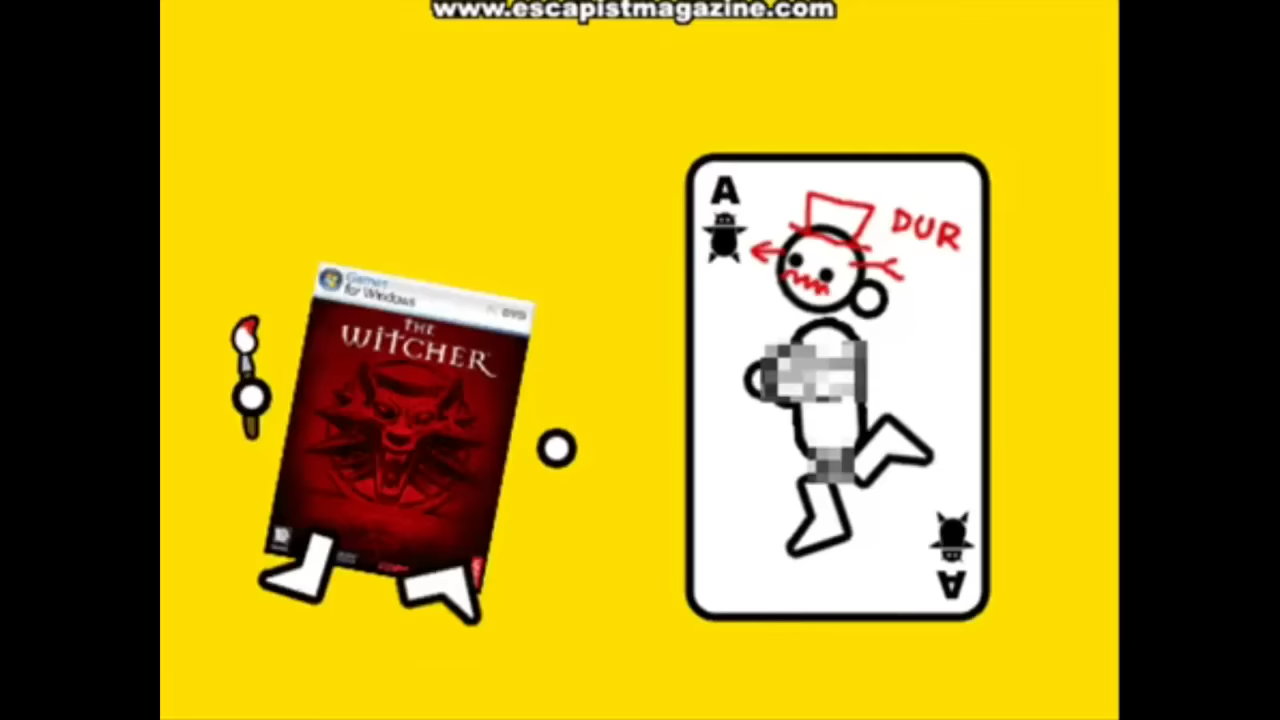 www.escapistmagazine.com
A
DUR
Games
for Windows
DVD
THE
WITCHER
A